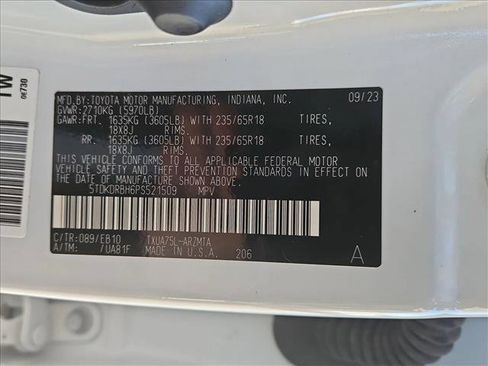 MFD.BY:TOYOTA MOTOR MANUFACTURING, INDIANA, INC. 09/23
GVWR:2710KG (5970LB)
GAWR:FRT. 1635KG (3605LB) WITH 235/65R18 TIRES,
18X8J RIMS.
RR. 1635KG (3605LB) WITH 235/65R18 TIRES,
18X8J RIMS.
THIS VEHICLE CONFORMS TO ALL APPLICABLE FEDERAL MOTOR
VEHICLE SAFETY AND BUMPER STANDARDS IN EFFECT ON THE
DATE OF MANUFACTURE SHOWN ABOVE.
5TDKDRBH6PS521509 MPV
C/TR:089/EB10 TXUA75L-ARZMTA
A/TM: /UA81F MADE IN U.S.A. 206 A